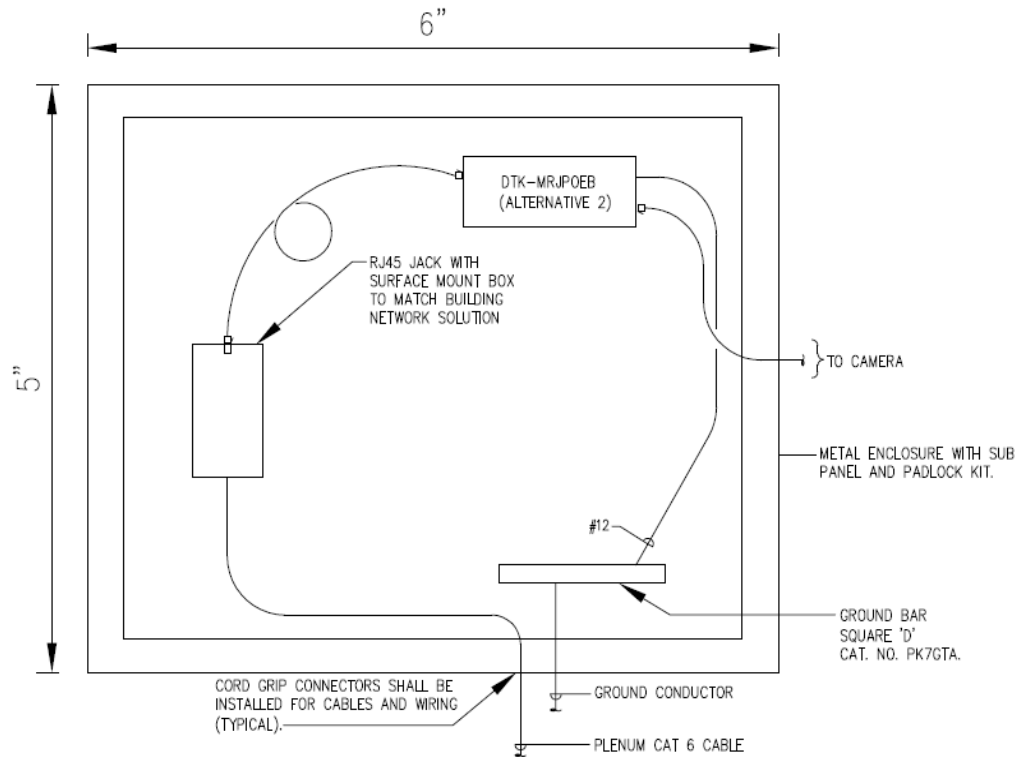 6"
5"
DTK-MRJPOEB
(ALTERNATIVE 2)
RJ45 JACK WITH
SURFACE MOUNT BOX
TO MATCH BUILDING
NETWORK SOLUTION
TO CAMERA
METAL ENCLOSURE WITH SUB
PANEL AND PADLOCK KIT.
#12
GROUND BAR
SQUARE 'D'
CAT. NO. PK7GTA.
CORD GRIP CONNECTORS SHALL BE
INSTALLED FOR CABLES AND WIRING
(TYPICAL).
GROUND CONDUCTOR
PLENUM CAT 6 CABLE